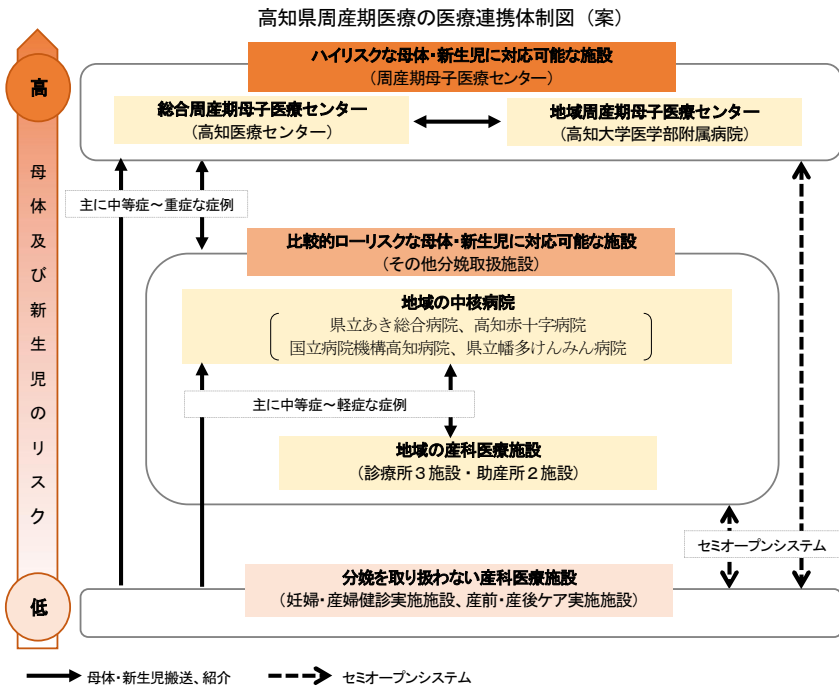 高知県周産期医療の医療連携体制図（案）
高
母体及び新生児のリスク
低
ハイリスクな母体・新生児に対応可能な施設
（周産期母子医療センター）
総合周産期母子医療センター
（高知医療センター）
地域周産期母子医療センター
（高知大学医学部附属病院）
主に中等症～重症な症例
比較的ローリスクな母体・新生児に対応可能な施設
（その他分娩取扱施設）
地域の中核病院
県立あき総合病院、高知赤十字病院
国立病院機構高知病院、県立幡多けんみん病院
主に中等症～軽症な症例
地域の産科医療施設
（診療所３施設・助産所２施設）
セミオープンシステム
分娩を取り扱わない産科医療施設
（妊婦・産婦健診実施施設、産前・産後ケア実施施設）
母体・新生児搬送、紹介
セミオープンシステム